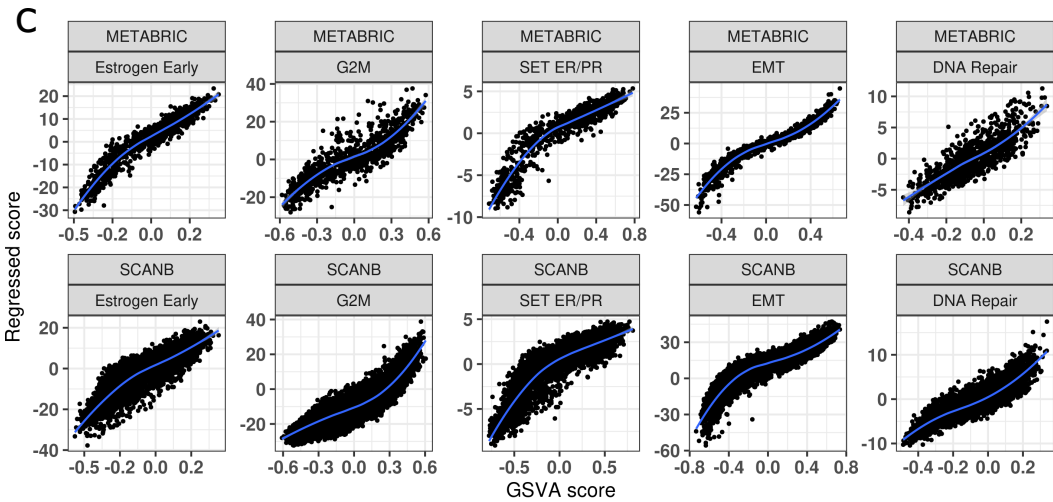 C
METABRIC METABRIC METABRIC METABRIC METABRIC
Estrogen Early G2M SET ER/PR EMT DNA Repair
20
10
0
-10
-20
-30
-0.5 -0.2 0.0 0.2
40
20
0
-20
-0.6 -0.3 0.0 0.3 0.6
5
0
-5
-10
-0.4 0.0 0.4 0.8
25
0
-25
-50
-0.4 0.0 0.4
10
5
0
-5
-0.4 -0.2 0.0 0.2
Regressed score
SCANB SCANB SCANB SCANB SCANB
Estrogen Early G2M SET ER/PR EMT DNA Repair
20
0
-20
-40
-0.5 -0.2 0.0 0.2
40
20
0
-20
-0.6 -0.3 0.0 0.3 0.6
5
0
-5
-0.5 0.0 0.5
30
0
-30
-60
-0.8 -0.4 0.0 0.4 0.8
10
0
-10
-0.5 -0.2 0.0 0.2
GSVA score